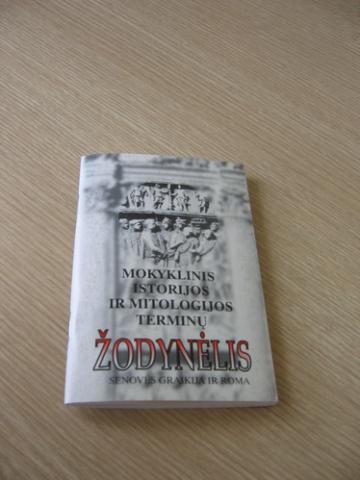 MOKYKLINIS
ISTORIJOS
IR MITOLOGIJOS
TERMINŲ
ŽODYNĖLIS
SENOVĖS GRAIKIJA IR ROMA